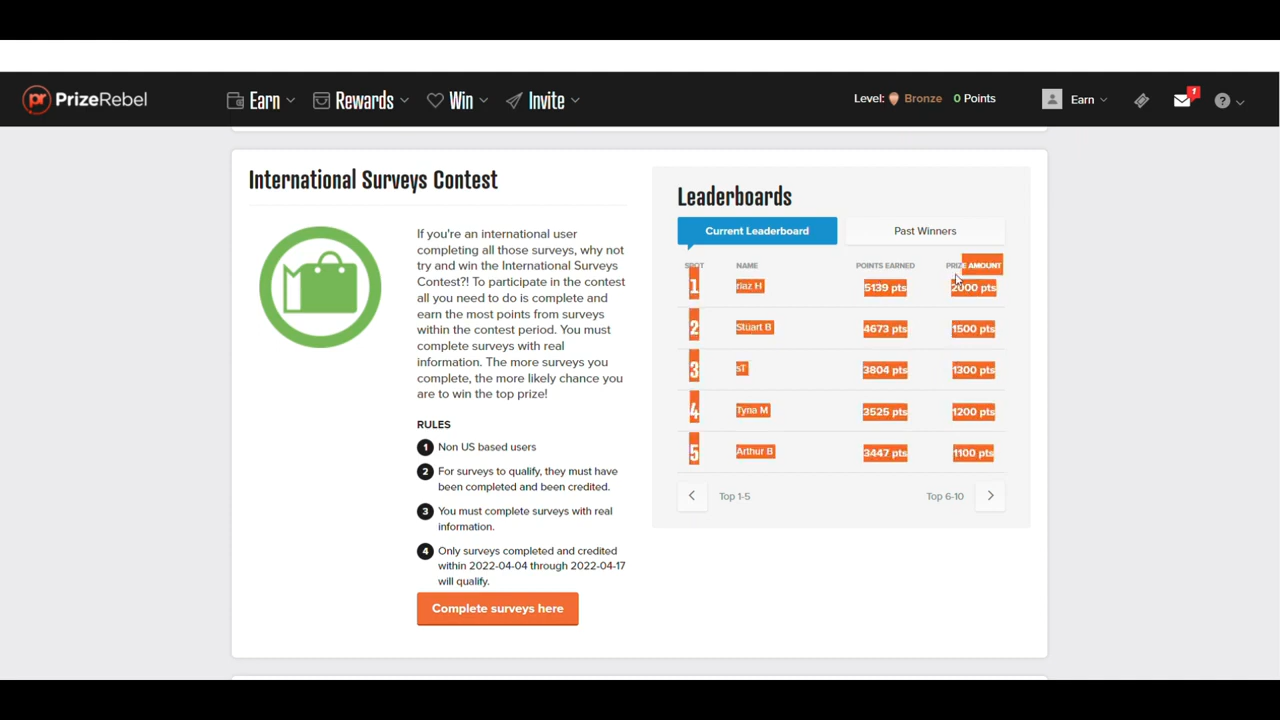 pr PrizeRebel Earn Rewards Win Invite Level: Bronze 0 Points Earn 1 ?
International Surveys Contest
If you're an international user
completing all those surveys, why not
try and win the International Surveys
Contest?! To participate in the contest
all you need to do is complete and
earn the most points from surveys
within the contest period. You must
complete surveys with real
information. The more surveys you
complete, the more likely chance you
are to win the top prize!
RULES
1 Non US based users
2 For surveys to qualify, they must have
been completed and been credited.
3 You must complete surveys with real
information.
4 Only surveys completed and credited
within 2022-04-04 through 2022-04-17
will qualify.
Complete surveys here
Leaderboards
Current Leaderboard Past Winners
SPOT NAME POINTS EARNED PRIZE AMOUNT
1 riaz H 5139 pts 2000 pts
2 Stuart B 4673 pts 1500 pts
3 sT 3804 pts 1300 pts
4 Tyna M 3525 pts 1200 pts
5 Arthur B 3447 pts 1100 pts
Top 1-5 Top 6-10